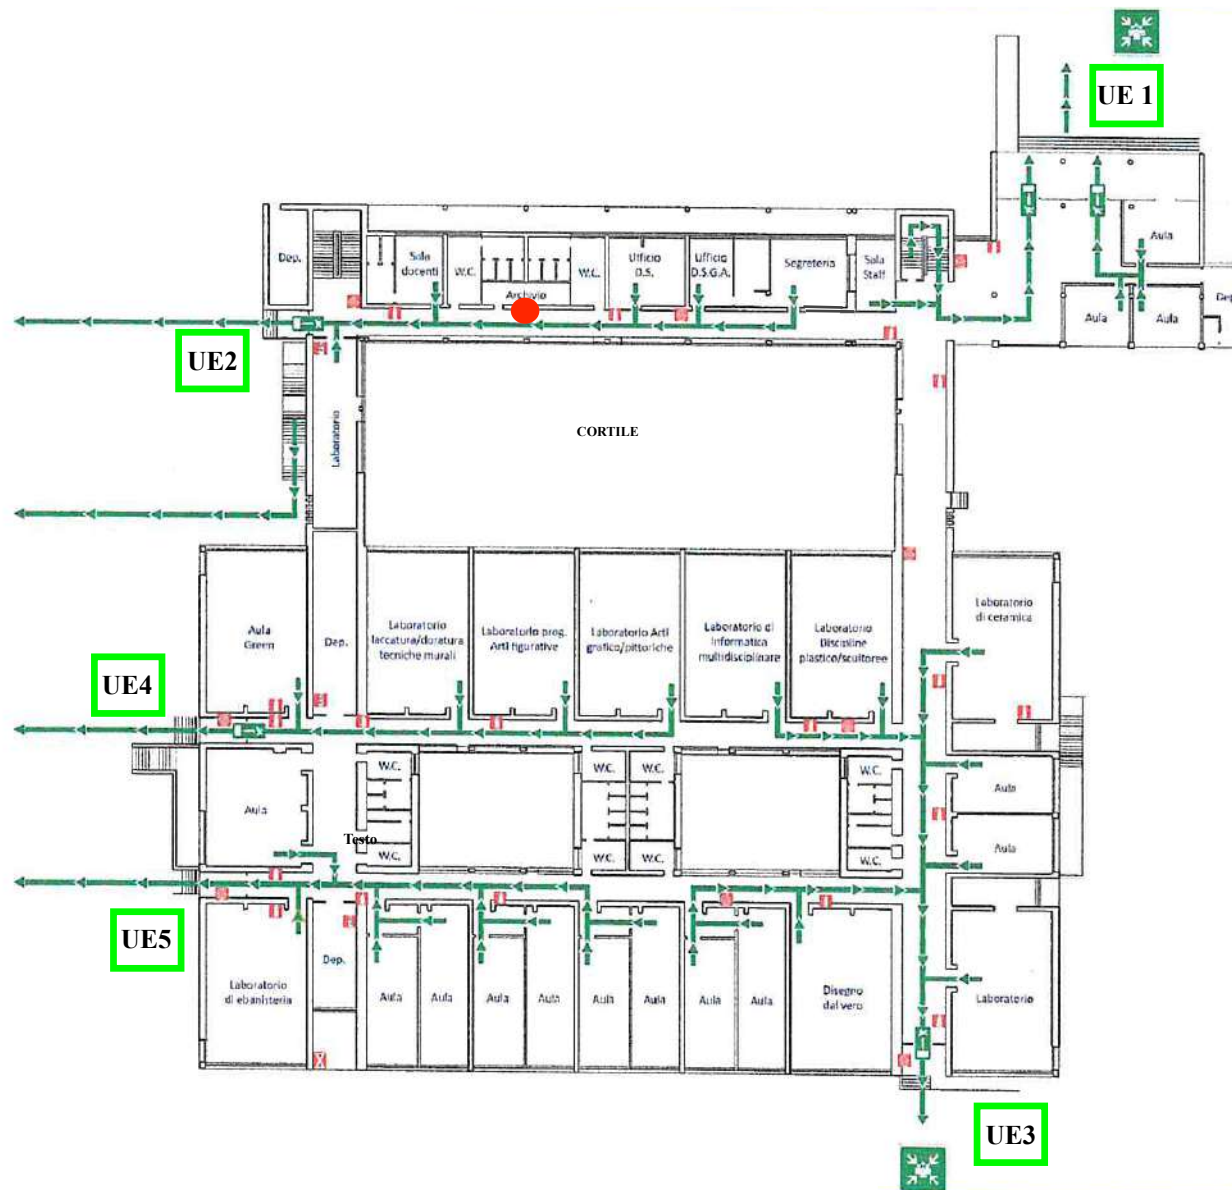 UE 1
Aula
Aula
Aula
Dep.
Sala
docenti
W.C.
Archivio
W.C.
Ufficio
D.S.
Ufficio
D.S.G.A.
Segreteria
Sala
Staff
UE2
Laboratorio
CORTILE
Aula
Green
Dep.
Laboratorio
laccatura/doratura
tecniche murali
Laboratorio prog.
Arti figurative
Laboratorio Arti
grafico/pittoriche
Laboratorio di
informatica
multidisciplinare
Laboratorio
Discipline
plastico/scultoree
Laboratorio
di ceramica
UE4
W.C.
W.C.
W.C.
W.C.
Aula
Aula
Testo
W.C.
W.C.
W.C.
W.C.
Aula
UE5
Laboratorio
di ebanisteria
Dep.
Aula
Aula
Aula
Aula
Aula
Aula
Aula
Aula
Disegno
dal vero
Laboratorio
UE3